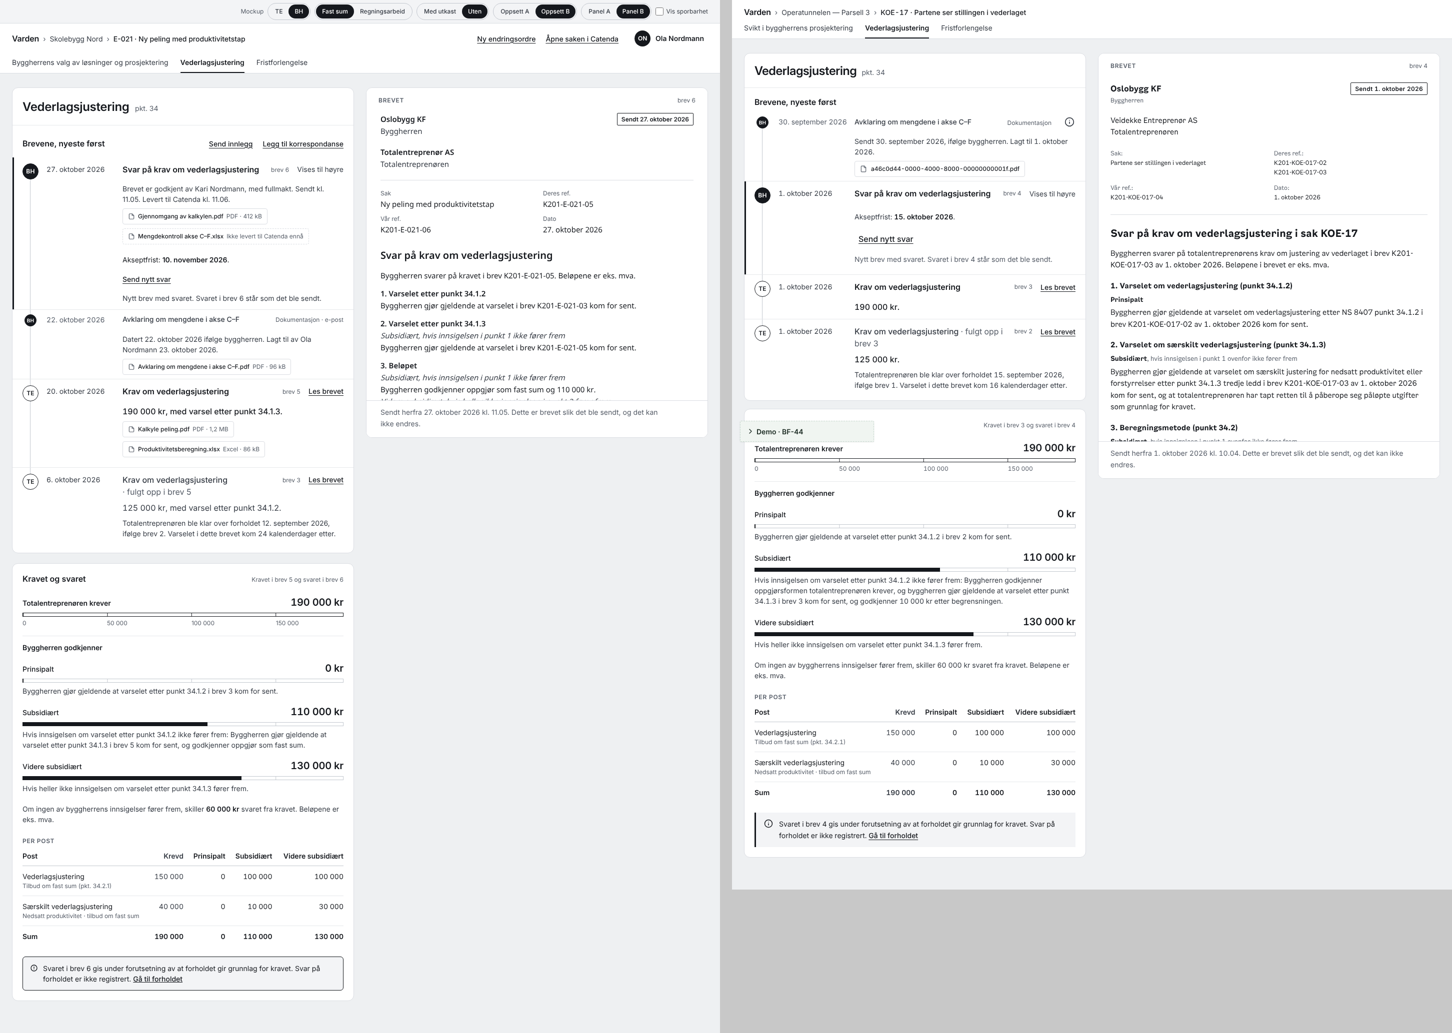 Mockup TE BH Fast sum Regningsarbeid Med utkast Uten Oppsett A Oppsett B Panel A Panel B Vis sporbarhet
Varden › Skolebygg Nord › E-021 · Ny peling med produktivitetstap
Ny endringsordre Åpne saken i Catenda ON Ola Nordmann
Byggherrens valg av løsninger og prosjektering Vederlagsjustering Fristforlengelse
Vederlagsjustering pkt. 34
Brevene, nyeste først Send innlegg Legg til korrespondanse
BH 27. oktober 2026 Svar på krav om vederlagsjustering brev 6 Vises til høyre
Brevet er godkjent av Kari Nordmann, med fullmakt. Sendt kl.
11.05. Levert til Catenda kl. 11.06.
Gjennomgang av kalkylen.pdf PDF · 412 kB
Mengdekontroll akse C–F.xlsx Ikke levert til Catenda ennå
Akseptfrist: 10. november 2026.
Send nytt svar
Nytt brev med svaret. Svaret i brev 6 står som det ble sendt.
BH 22. oktober 2026 Avklaring om mengdene i akse C–F Dokumentasjon · e-post
Datert 22. oktober 2026 ifølge byggherren. Lagt til av Ola
Nordmann 23. oktober 2026.
Avklaring om mengdene i akse C–F.pdf PDF · 96 kB
TE 20. oktober 2026 Krav om vederlagsjustering brev 5 Les brevet
190 000 kr, med varsel etter punkt 34.1.3.
Kalkyle peling.pdf PDF · 1,2 MB
Produktivitetsberegning.xlsx Excel · 86 kB
TE 6. oktober 2026 Krav om vederlagsjustering brev 3 Les brevet
· fulgt opp i brev 5
125 000 kr, med varsel etter punkt 34.1.2.
Totalentreprenøren ble klar over forholdet 12. september 2026,
ifølge brev 2. Varselet i dette brevet kom 24 kalenderdager etter.
Kravet og svaret Kravet i brev 5 og svaret i brev 6
Totalentreprenøren krever 190 000 kr
0 50 000 100 000 150 000
Byggherren godkjenner
Prinsipalt 0 kr
Byggherren gjør gjeldende at varselet etter punkt 34.1.2 i brev 3 kom for sent.
Subsidiært 110 000 kr
Hvis innsigelsen om varselet etter punkt 34.1.2 ikke fører frem: Byggherren gjør gjeldende at
varselet etter punkt 34.1.3 i brev 5 kom for sent, og godkjenner oppgjør som fast sum.
Videre subsidiært 130 000 kr
Hvis heller ikke innsigelsen om varselet etter punkt 34.1.3 fører frem.
Om ingen av byggherrens innsigelser fører frem, skiller 60 000 kr svaret fra kravet. Beløpene er
eks. mva.
PER POST
Post Krevd Prinsipalt Subsidiært Videre subsidiært
Vederlagsjustering 150 000 0 100 000 100 000
Tilbud om fast sum (pkt. 34.2.1)
Særskilt vederlagsjustering 40 000 0 10 000 30 000
Nedsatt produktivitet · tilbud om fast sum
Sum 190 000 0 110 000 130 000
Svaret i brev 6 gis under forutsetning av at forholdet gir grunnlag for kravet. Svar på
forholdet er ikke registrert. Gå til forholdet
BREVET brev 6
Oslobygg KF Sendt 27. oktober 2026
Byggherren
Totalentreprenør AS
Totalentreprenøren
Sak Deres ref.
Ny peling med produktivitetstap K201-E-021-05
Vår ref. Dato
K201-E-021-06 27. oktober 2026
Svar på krav om vederlagsjustering
Byggherren svarer på kravet i brev K201-E-021-05. Beløpene er eks. mva.
1. Varselet etter punkt 34.1.2
Byggherren gjør gjeldende at varselet i brev K201-E-021-03 kom for sent.
2. Varselet etter punkt 34.1.3
Subsidiært, hvis innsigelsen i punkt 1 ikke fører frem
Byggherren gjør gjeldende at varselet i brev K201-E-021-05 kom for sent.
3. Beløpet
Subsidiært, hvis innsigelsen i punkt 1 ikke fører frem
Byggherren godkjenner oppgjør som fast sum og 110 000 kr.
Sendt herfra 27. oktober 2026 kl. 11.05. Dette er brevet slik det ble sendt, og det kan
ikke endres.
Varden › Operatunnelen — Parsell 3 › KOE-17 · Partene ser stillingen i vederlaget
Svikt i byggherrens prosjektering Vederlagsjustering Fristforlengelse
Vederlagsjustering pkt. 34
Brevene, nyeste først
BH 30. september 2026 Avklaring om mengdene i akse C–F Dokumentasjon
Sendt 30. september 2026, ifølge byggherren. Lagt til 1. oktober
2026.
a46c0d44-0000-4000-8000-00000000001f.pdf
BH 1. oktober 2026 Svar på krav om vederlagsjustering brev 4 Vises til høyre
Akseptfrist: 15. oktober 2026.
Send nytt svar
Nytt brev med svaret. Svaret i brev 4 står som det ble sendt.
TE 1. oktober 2026 Krav om vederlagsjustering brev 3 Les brevet
190 000 kr.
TE 1. oktober 2026 Krav om vederlagsjustering · fulgt opp i brev 2 Les brevet
brev 3
125 000 kr.
Totalentreprenøren ble klar over forholdet 15. september 2026,
ifølge brev 1. Varselet i dette brevet kom 16 kalenderdager etter.
Kravet i brev 3 og svaret i brev 4
Demo · BF-44
Totalentreprenøren krever 190 000 kr
0 50 000 100 000 150 000
Byggherren godkjenner
Prinsipalt 0 kr
Byggherren gjør gjeldende at varselet etter punkt 34.1.2 i brev 2 kom for sent.
Subsidiært 110 000 kr
Hvis innsigelsen om varselet etter punkt 34.1.2 ikke fører frem: Byggherren godkjenner
oppgjørsformen totalentreprenøren krever, og byggherren gjør gjeldende at varselet etter punkt
34.1.3 i brev 3 kom for sent, og godkjenner 10 000 kr etter begrensningen.
Videre subsidiært 130 000 kr
Hvis heller ikke innsigelsen om varselet etter punkt 34.1.3 fører frem.
Om ingen av byggherrens innsigelser fører frem, skiller 60 000 kr svaret fra kravet. Beløpene er
eks. mva.
PER POST
Post Krevd Prinsipalt Subsidiært Videre subsidiært
Vederlagsjustering 150 000 0 100 000 100 000
Tilbud om fast sum (pkt. 34.2.1)
Særskilt vederlagsjustering 40 000 0 10 000 30 000
Nedsatt produktivitet · tilbud om fast sum
Sum 190 000 0 110 000 130 000
Svaret i brev 4 gis under forutsetning av at forholdet gir grunnlag for kravet. Svar på
forholdet er ikke registrert. Gå til forholdet
BREVET brev 4
Oslobygg KF Sendt 1. oktober 2026
Byggherren
Veidekke Entreprenør AS
Totalentreprenøren
Sak: Deres ref.:
Partene ser stillingen i vederlaget K201-KOE-017-02
K201-KOE-017-03
Vår ref.: Dato:
K201-KOE-017-04 1. oktober 2026
Svar på krav om vederlagsjustering i sak KOE-17
Byggherren svarer på totalentreprenørens krav om justering av vederlaget i brev K201-
KOE-017-03 av 1. oktober 2026. Beløpene i brevet er eks. mva.
1. Varselet om vederlagsjustering (punkt 34.1.2)
Prinsipalt
Byggherren gjør gjeldende at varselet om vederlagsjustering etter NS 8407 punkt 34.1.2 i
brev K201-KOE-017-02 av 1. oktober 2026 kom for sent.
2. Varselet om særskilt vederlagsjustering (punkt 34.1.3)
Subsidiært, hvis innsigelsen i punkt 1 ovenfor ikke fører frem
Byggherren gjør gjeldende at varselet om særskilt justering for nedsatt produktivitet eller
forstyrrelser etter punkt 34.1.3 tredje ledd i brev K201-KOE-017-03 av 1. oktober 2026
kom for sent, og at totalentreprenøren har tapt retten til å påberope seg påløpte utgifter
som grunnlag for kravet.
3. Beregningsmetode (punkt 34.2)
Sendt herfra 1. oktober 2026 kl. 10.04. Dette er brevet slik det ble sendt, og det kan ikke
endres.